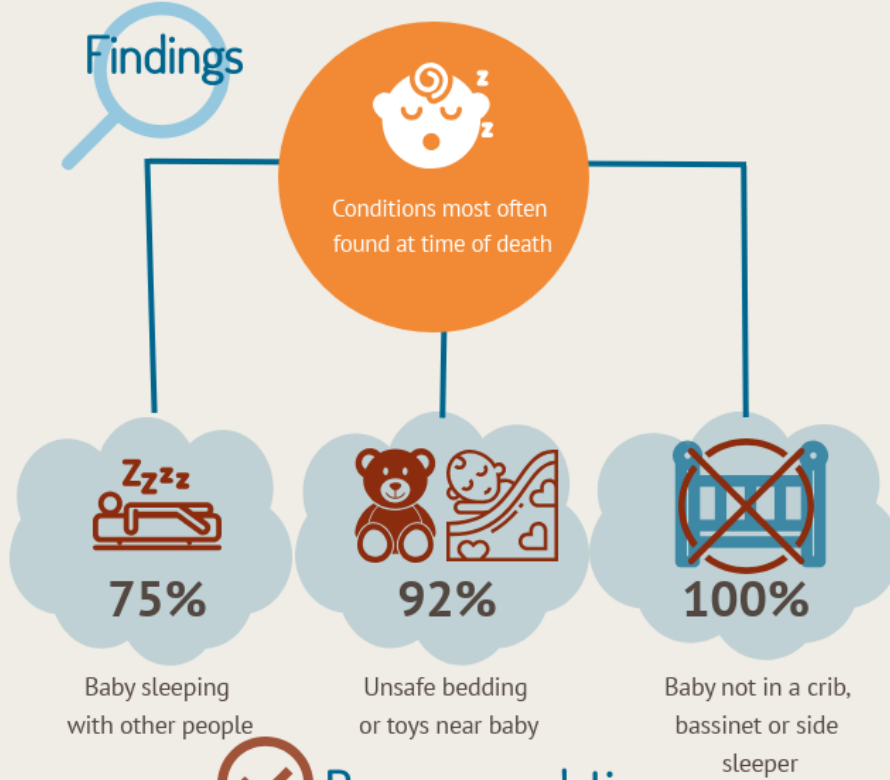 Findings
z
z
Conditions most often
found at time of death
Zzzz
75%
92%
100%
Baby sleeping
with other people
Unsafe bedding
or toys near baby
Baby not in a crib,
bassinet or side
sleeper